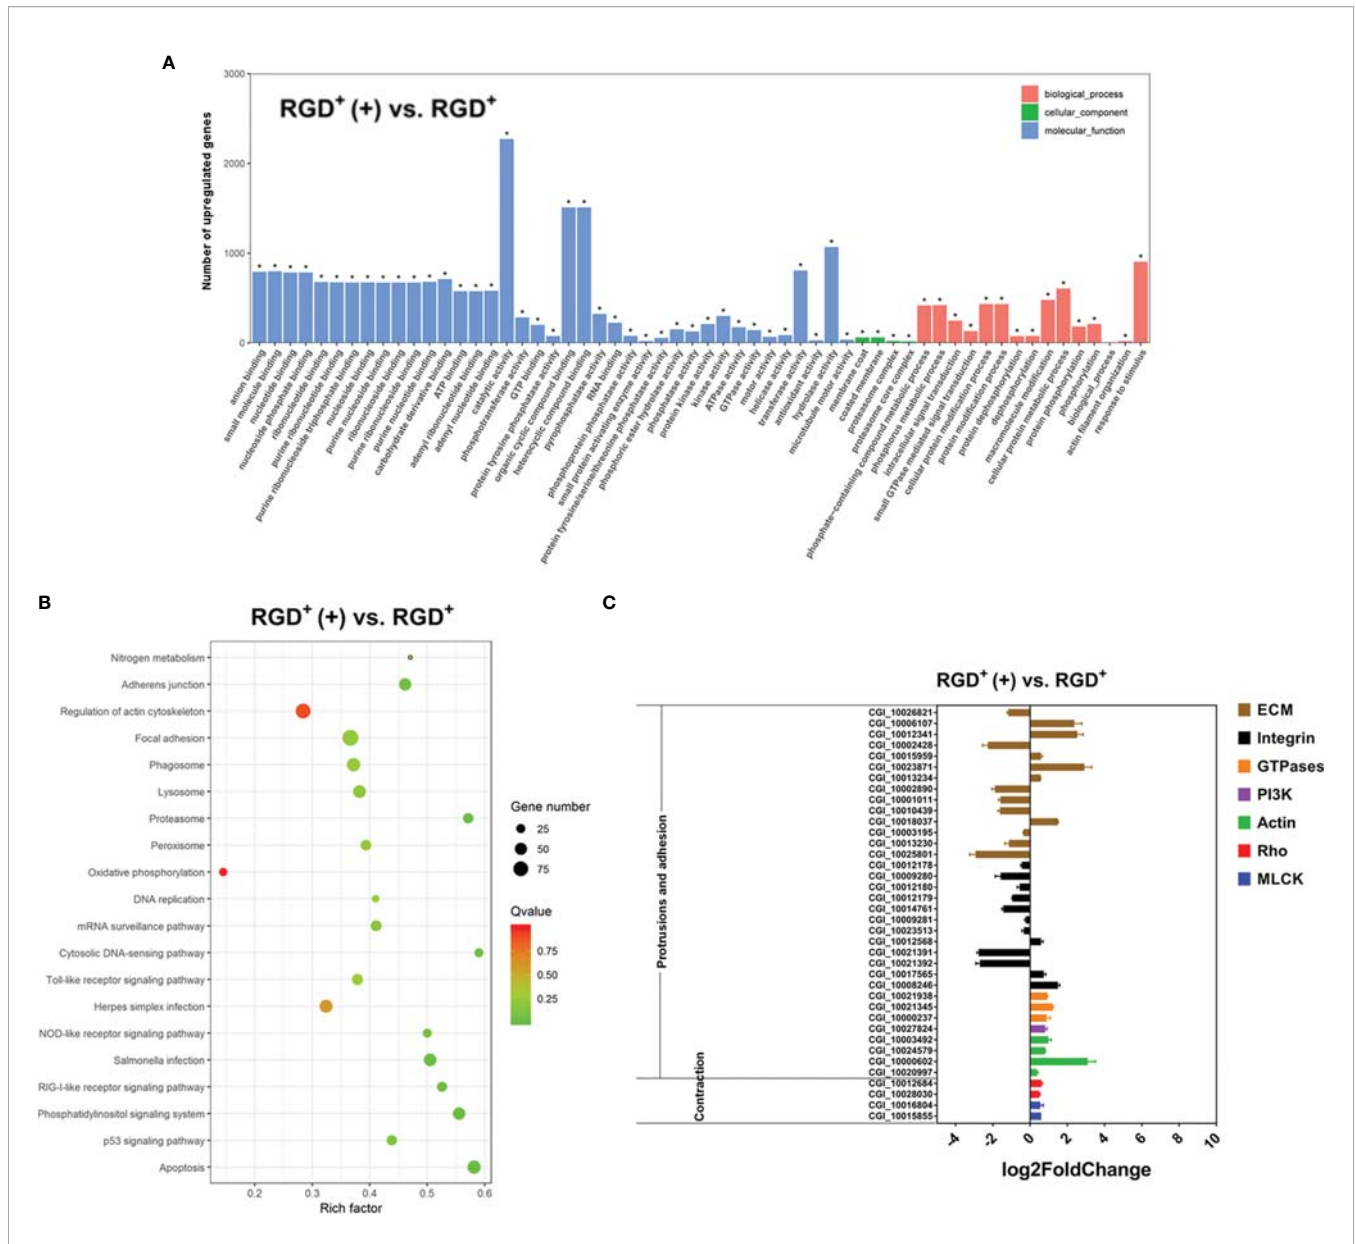 A
RGD+ (+) vs. RGD+
Number of upregulated genes
3000
2000
1000
0
biological_process
cellular_component
molecular_function
anion binding
small molecule binding
nucleotide binding
nucleoside phosphate binding
ribonucleotide binding
purine ribonucleotide binding
purine ribonucleoside triphosphate binding
nucleoside binding
purine nucleoside binding
ribonucleoside binding
purine ribonucleoside binding
purine nucleotide binding
carbohydrate derivative binding
ATP binding
adenyl ribonucleotide binding
adenyl nucleotide binding
catalytic activity
phosphotransferase activity
GTP binding
protein tyrosine phosphatase activity
organic cyclic compound binding
heterocyclic compound binding
pyrophosphatase activity
RNA binding
phosphoprotein phosphatase activity
small protein activating enzyme activity
protein tyrosine/serine/threonine phosphatase activity
phosphoric ester hydrolase activity
phosphatase activity
protein kinase activity
kinase activity
ATPase activity
GTPase activity
motor activity
helicase activity
transferase activity
antioxidant activity
hydrolase activity
microtubule motor activity
membrane coat
coated membrane
proteasome complex
proteasome core complex
phosphate-containing compound metabolic process
phosphorus metabolic process
intracellular signal transduction
small GTPase mediated signal transduction
cellular protein modification process
protein modification process
protein dephosphorylation
dephosphorylation
macromolecule modification
cellular protein metabolic process
protein phosphorylation
phosphorylation
biological_process
actin filament organization
response to stimulus
B
RGD+ (+) vs. RGD+
Nitrogen metabolism
Adherens junction
Regulation of actin cytoskeleton
Focal adhesion
Phagosome
Lysosome
Proteasome
Peroxisome
Oxidative phosphorylation
DNA replication
mRNA surveillance pathway
Cytosolic DNA-sensing pathway
Toll-like receptor signaling pathway
Herpes simplex infection
NOD-like receptor signaling pathway
Salmonella infection
RIG-I-like receptor signaling pathway
Phosphatidylinositol signaling system
p53 signaling pathway
Apoptosis
0.2 0.3 0.4 0.5 0.6
Rich factor
Gene number
25
50
75
Qvalue
0.75
0.50
0.25
C
RGD+ (+) vs. RGD+
Protrusions and adhesion
Contraction
CGI_10026821
CGI_10006107
CGI_10012341
CGI_10002428
CGI_10015959
CGI_10023871
CGI_10013234
CGI_10002890
CGI_10001011
CGI_10010439
CGI_10018037
CGI_10003195
CGI_10013230
CGI_10025801
CGI_10012178
CGI_10009280
CGI_10012180
CGI_10012179
CGI_10014761
CGI_10009281
CGI_10023513
CGI_10012568
CGI_10021391
CGI_10021392
CGI_10017565
CGI_10008246
CGI_10021938
CGI_10021345
CGI_10000237
CGI_10027824
CGI_10003492
CGI_10024579
CGI_10000602
CGI_10020997
CGI_10012684
CGI_10028030
CGI_10016804
CGI_10015855
-4 -2 0 2 4 6 8 10
log2FoldChange
ECM
Integrin
GTPases
PI3K
Actin
Rho
MLCK